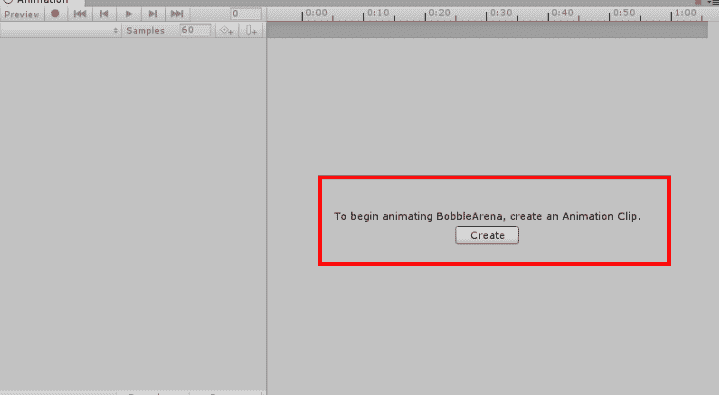 Animation
Preview 0 0:00 0:10 0:20 0:30 0:40 0:50 1:00
Samples 60
To begin animating BobbleArena, create an Animation Clip.
Create